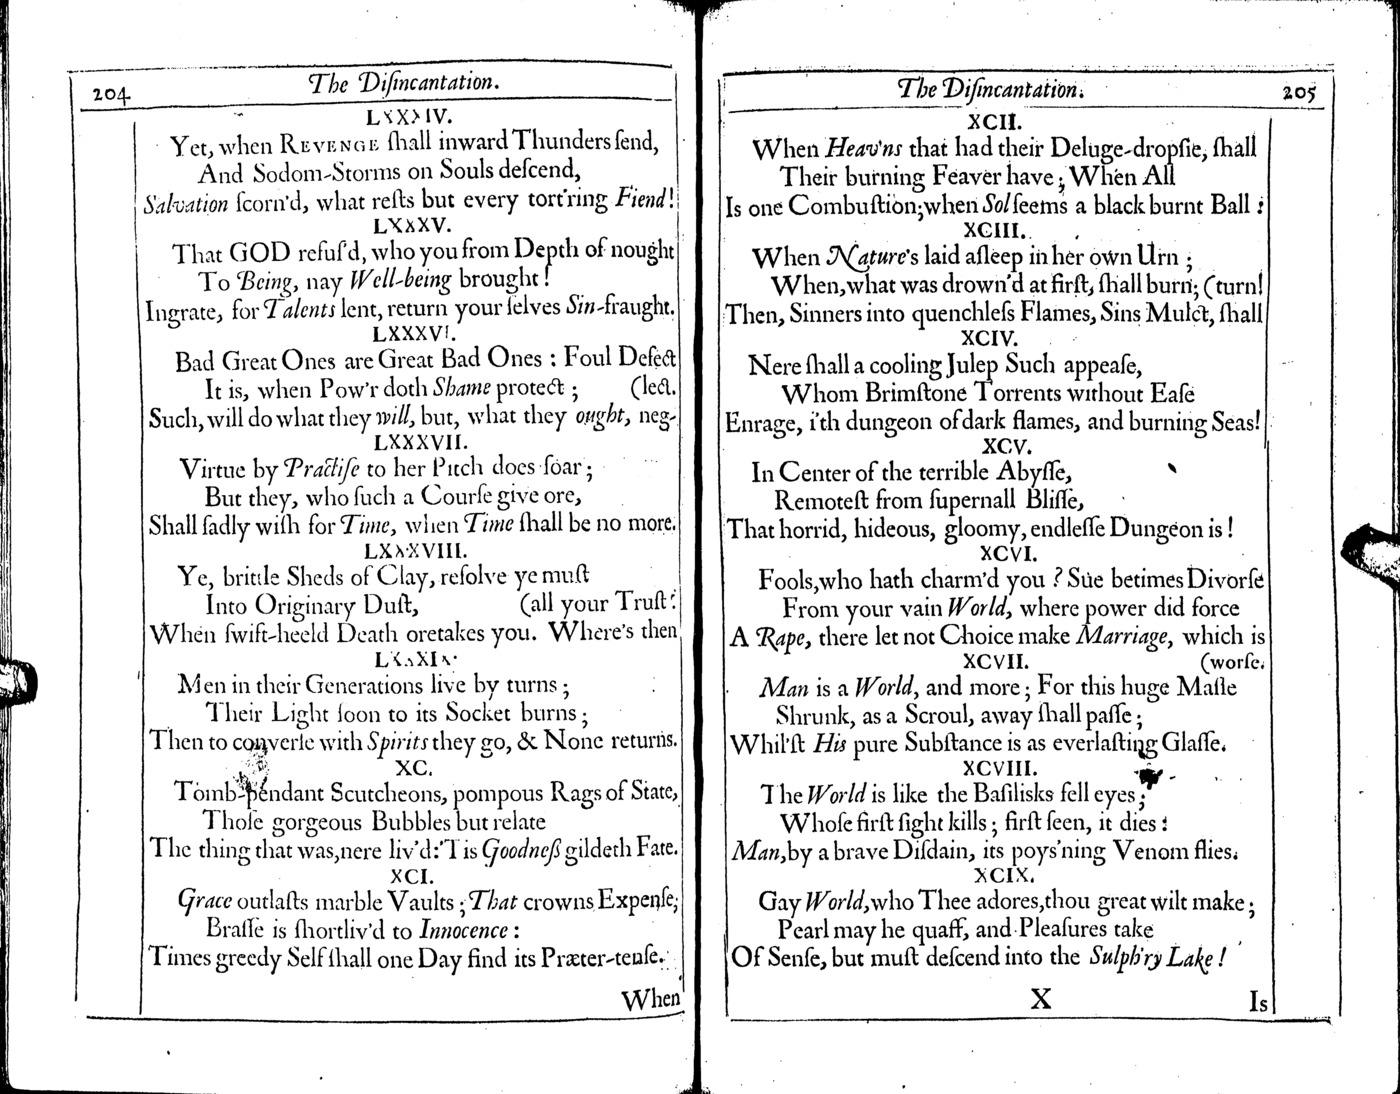 204 The Diſincantation.
LXXXIV.
Yet, when REVENGE ſhall inward Thunders ſend,
And Sodom-Storms on Souls deſcend,
Salvation ſcorn'd, what reſts but every tort'ring Fiend!
LXXXV.
That GOD refuſ'd, who you from Depth of nought
To Being, nay Well-being brought!
Ingrate, for Talents lent, return your ſelves Sin-fraught.
LXXXVI.
Bad Great Ones are Great Bad Ones : Foul Defect
It is, when Pow'r doth Shame protect ; (lect.
Such, will do what they will, but, what they ought, neg-
LXXXVII.
Virtue by Practiſe to her Pitch does ſoar ;
But they, who ſuch a Courſe give ore,
Shall ſadly wiſh for Time, when Time ſhall be no more.
LXXXVIII.
Ye, brittle Sheds of Clay, reſolve ye muſt
Into Originary Duſt, (all your Truſt?
When ſwift-heeld Death oretakes you. Where's then
LXXXIX.
Men in their Generations live by turns ;
Their Light ſoon to its Socket burns ;
Then to converſe with Spirits they go, & None returns.
XC.
Tomb-pendant Scutcheons, pompous Rags of State,
Thoſe gorgeous Bubbles but relate
The thing that was, nere liv'd: 'Tis Goodneſs gildeth Fate.
XCI.
Grace outlaſts marble Vaults ; That crowns Expenſe;
Braſſe is ſhortliv'd to Innocence :
Times greedy Self ſhall one Day find its Præter-tenſe.
When
The Diſincantation. 205
XCII.
When Heav'ns that had their Deluge-dropſie, ſhall
Their burning Feaver have ; When All
Is one Combuſtion; when Sol ſeems a black burnt Ball :
XCIII.
When Nature's laid aſleep in her own Urn ;
When, what was drown'd at firſt, ſhall burn; (turn!
Then, Sinners into quenchleſs Flames, Sins Mulct, ſhall
XCIV.
Nere ſhall a cooling Julep Such appeaſe,
Whom Brimſtone Torrents without Eaſe
Enrage, i'th dungeon of dark flames, and burning Seas!
XCV.
In Center of the terrible Abyſſe,
Remoteſt from ſupernall Bliſſe,
That horrid, hideous, gloomy, endleſſe Dungeon is !
XCVI.
Fools, who hath charm'd you ? Sue betimes Divorſe
From your vain World, where power did force
A Rape, there let not Choice make Marriage, which is
XCVII. (worſe.
Man is a World, and more ; For this huge Maſſe
Shrunk, as a Scroul, away ſhall paſſe ;
Whil'ſt His pure Subſtance is as everlaſting Glaſſe.
XCVIII.
The World is like the Baſilisks fell eyes ;
Whoſe firſt ſight kills ; firſt ſeen, it dies :
Man, by a brave Diſdain, its poyſ'ning Venom flies.
XCIX.
Gay World, who Thee adores, thou great wilt make ;
Pearl may he quaff, and Pleaſures take
Of Senſe, but muſt deſcend into the Sulph'ry Lake !
X Is